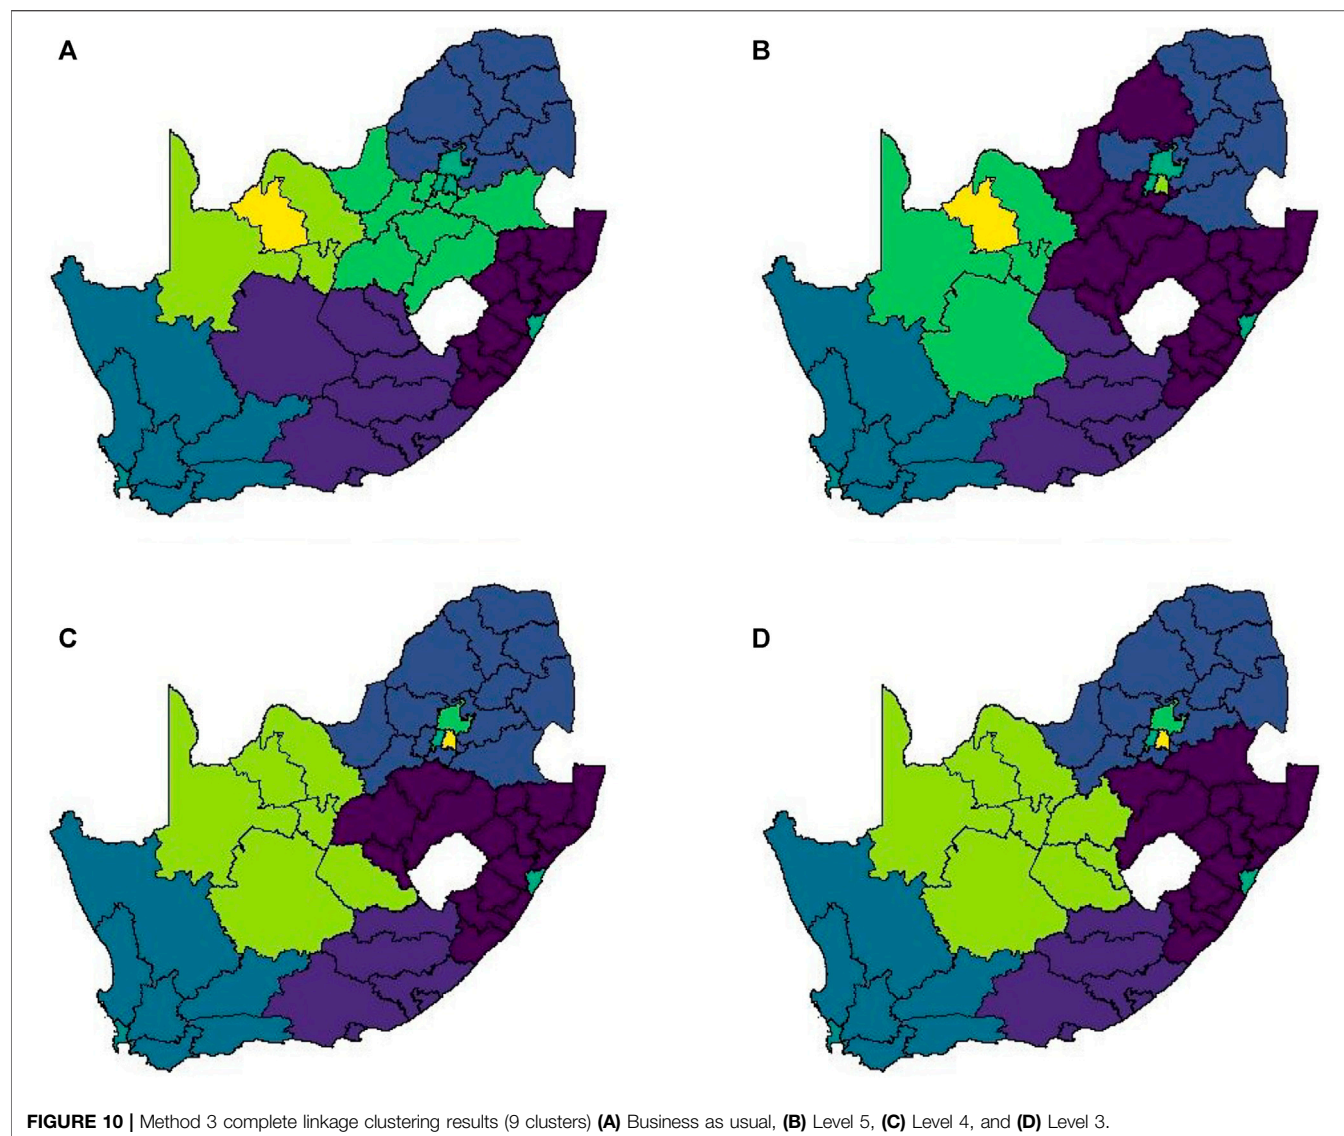 A
B
C
D
FIGURE 10 | Method 3 complete linkage clustering results (9 clusters) (A) Business as usual, (B) Level 5, (C) Level 4, and (D) Level 3.